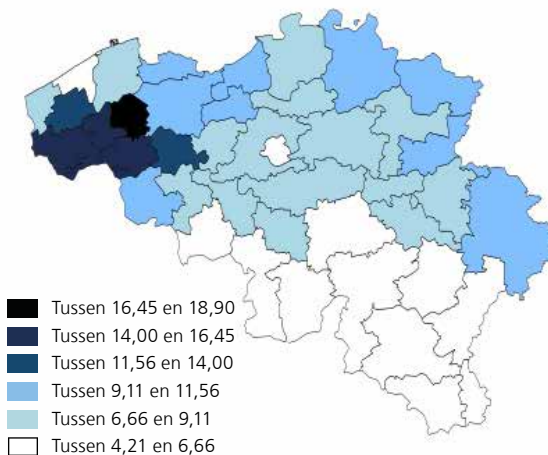 Tussen 16,45 en 18,90
Tussen 14,00 en 16,45
Tussen 11,56 en 14,00
Tussen 9,11 en 11,56
Tussen 6,66 en 9,11
Tussen 4,21 en 6,66